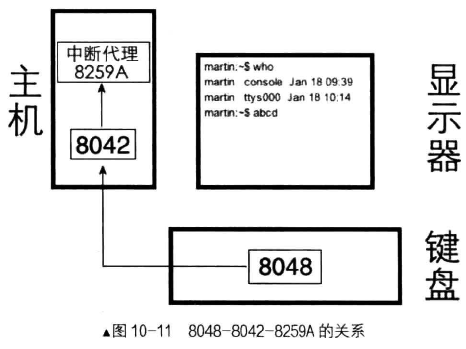 主机
中断代理
8259A
8042
martin:~$ who
martin console Jan 18 09:39
martin ttys000 Jan 18 10:14
martin:~$ abcd
显示器
8048
键盘
▲图 10-11 8048-8042-8259A 的关系